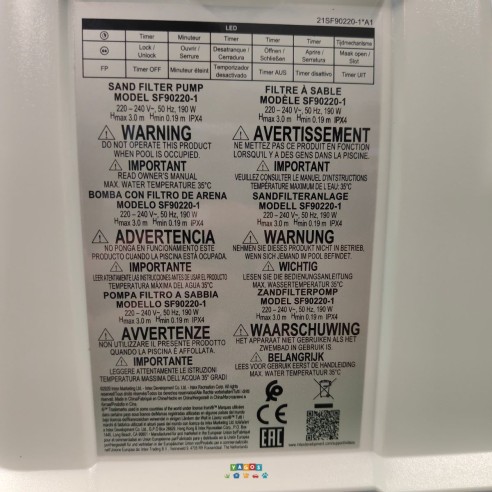 21SF90220-1*A1
LED
Timer Minuteur Timer Timer Timer Tijdmechanisme
Lock / Unlock Ouvrir / Serrure Desatranque / Cerradura Öffnen / Schließen Aprire / Serratura Maak open / Slot
FP Timer OFF Minuteur éteint Temporizador desactivado Timer AUS Timer disattivo Timer UIT
SAND FILTER PUMP
MODEL SF90220-1
220 – 240 V~, 50 Hz, 190 W
Hmax 3.0 m Hmin 0.19 m IPX4
WARNING
DO NOT OPERATE THIS PRODUCT
WHEN POOL IS OCCUPIED.
IMPORTANT
READ OWNER'S MANUAL
MAX. WATER TEMPERATURE 35°C
BOMBA CON FILTRO DE ARENA
MODELO SF90220-1
220 – 240 V~, 50 Hz, 190 W
Hmax 3.0 m Hmin 0.19 m IPX4
ADVERTENCIA
NO PONGA EN FUNCIONAMIENTO ESTE
PRODUCTO CUANDO LA PISCINA ESTÁ OCUPADA.
IMPORTANTE
LEER ATENTAMENTE LAS INSTRUCCIONES ANTES DE USAR EL PRODUCTO
TEMPERATURA MÁXIMA DEL AGUA 35°C
POMPA FILTRO A SABBIA
MODELLO SF90220-1
220 – 240 V~, 50 Hz, 190 W
Hmax 3.0 m Hmin 0.19 m IPX4
AVVERTENZE
NON UTILIZZARE IL PRESENTE PRODOTTO
QUANDO LA PISCINA È AFFOLLATA.
IMPORTANTE
LEGGERE ATTENTAMENTE LE ISTRUZIONI
TEMPERATURA MASSIMA DELL'ACQUA 35° GRADI
FILTRE À SABLE
MODÈLE SF90220-1
220 – 240 V~, 50 Hz, 190 W
Hmax 3.0 m Hmin 0.19 m IPX4
AVERTISSEMENT
NE METTEZ PAS CE PRODUIT EN FONCTION
LORSQU'IL Y A DES GENS DANS LA PISCINE.
IMPORTANT
VEUILLEZ CONSULTER LE MANUEL D'INSTRUCTIONS
TEMPÉRATURE MAXIMUM DE L'EAU: 35°C
SANDFILTERANLAGE
MODELL SF90220-1
220 – 240 V~, 50 Hz, 190 W
Hmax 3.0 m Hmin 0.19 m IPX4
WARNUNG
NEHMEN SIE DIESES PRODUKT NICHT IN BETRIEB,
WENN SICH JEMAND IM POOL BEFINDET.
WICHTIG
LESEN SIE DIE BEDIENUNGSANLEITUNG
MAX. WASSERTEMPERATUR 35°C
ZANDFILTERPOMP
MODEL SF90220-1
220 – 240 V~, 50 Hz, 190 W
Hmax 3.0 m Hmin 0.19 m IPX4
WAARSCHUWING
HET APPARAAT NIET GEBRUIKEN ALS HET
ZWEMBAD IN GEBRUIK IS.
BELANGRIJK
LEES VOOR GEBRUIK EERST DE HANDLEIDING
MAX. WATER TEMPERATUUR 35°C
CE
EAC
YAGOS